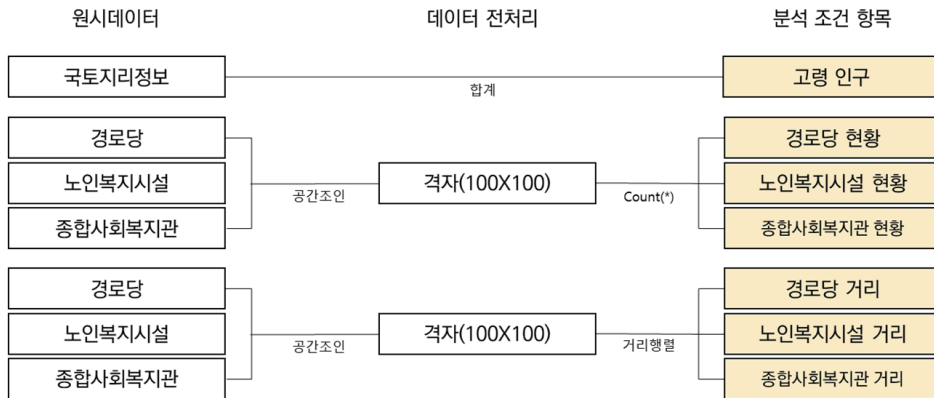 원시데이터
데이터 전처리
분석 조건 항목
국토지리정보
합계
고령 인구
경로당
노인복지시설
종합사회복지관
공간조인
격자(100X100)
Count(*)
경로당 현황
노인복지시설 현황
종합사회복지관 현황
경로당
노인복지시설
종합사회복지관
공간조인
격자(100X100)
거리행렬
경로당 거리
노인복지시설 거리
종합사회복지관 거리